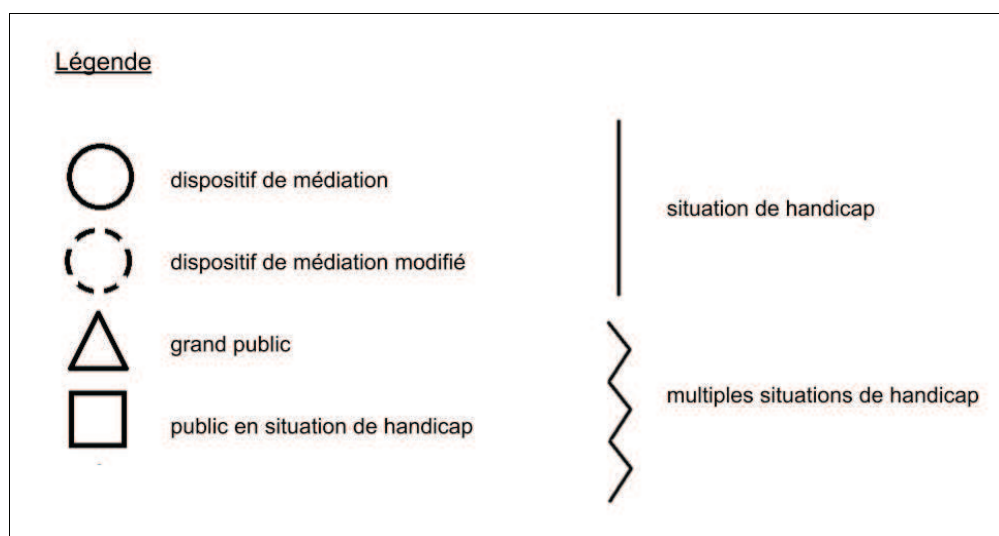 Légende
dispositif de médiation
dispositif de médiation modifié
grand public
public en situation de handicap
situation de handicap
multiples situations de handicap